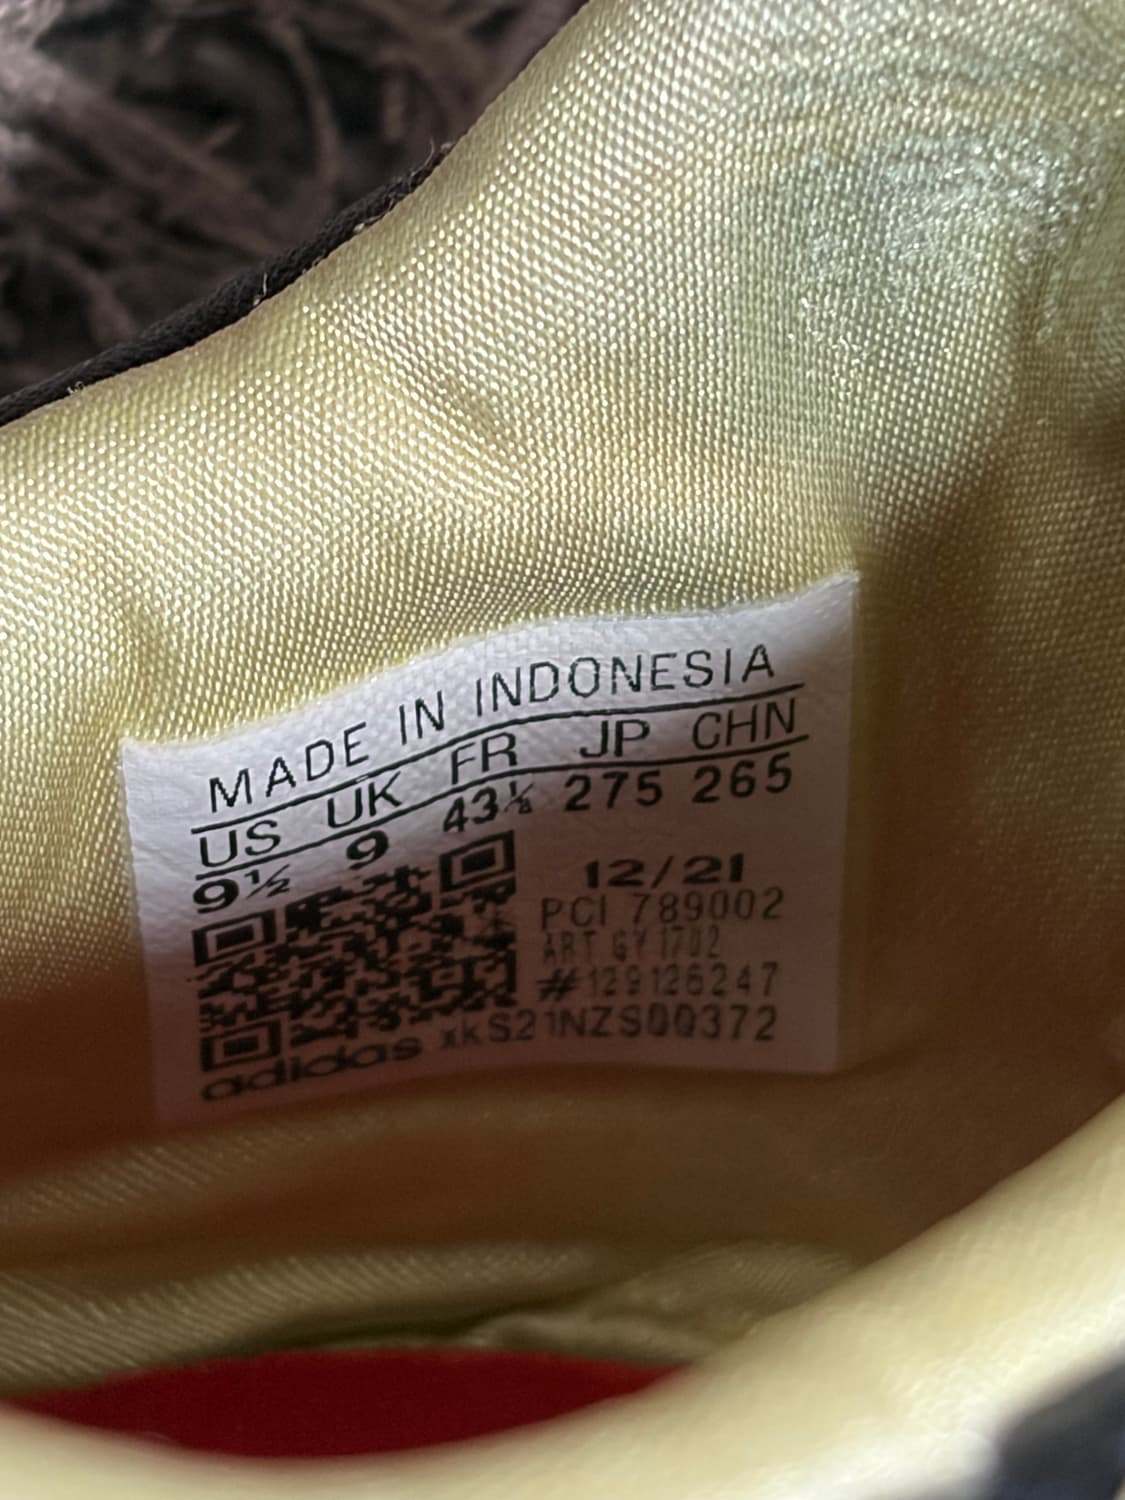 MADE IN INDONESIA
US UK FR JP CHN
9½ 9 43⅓ 275 265
12/21
PCI 789002
ART GY1702
#129126247
adidas xkS21NZS00372